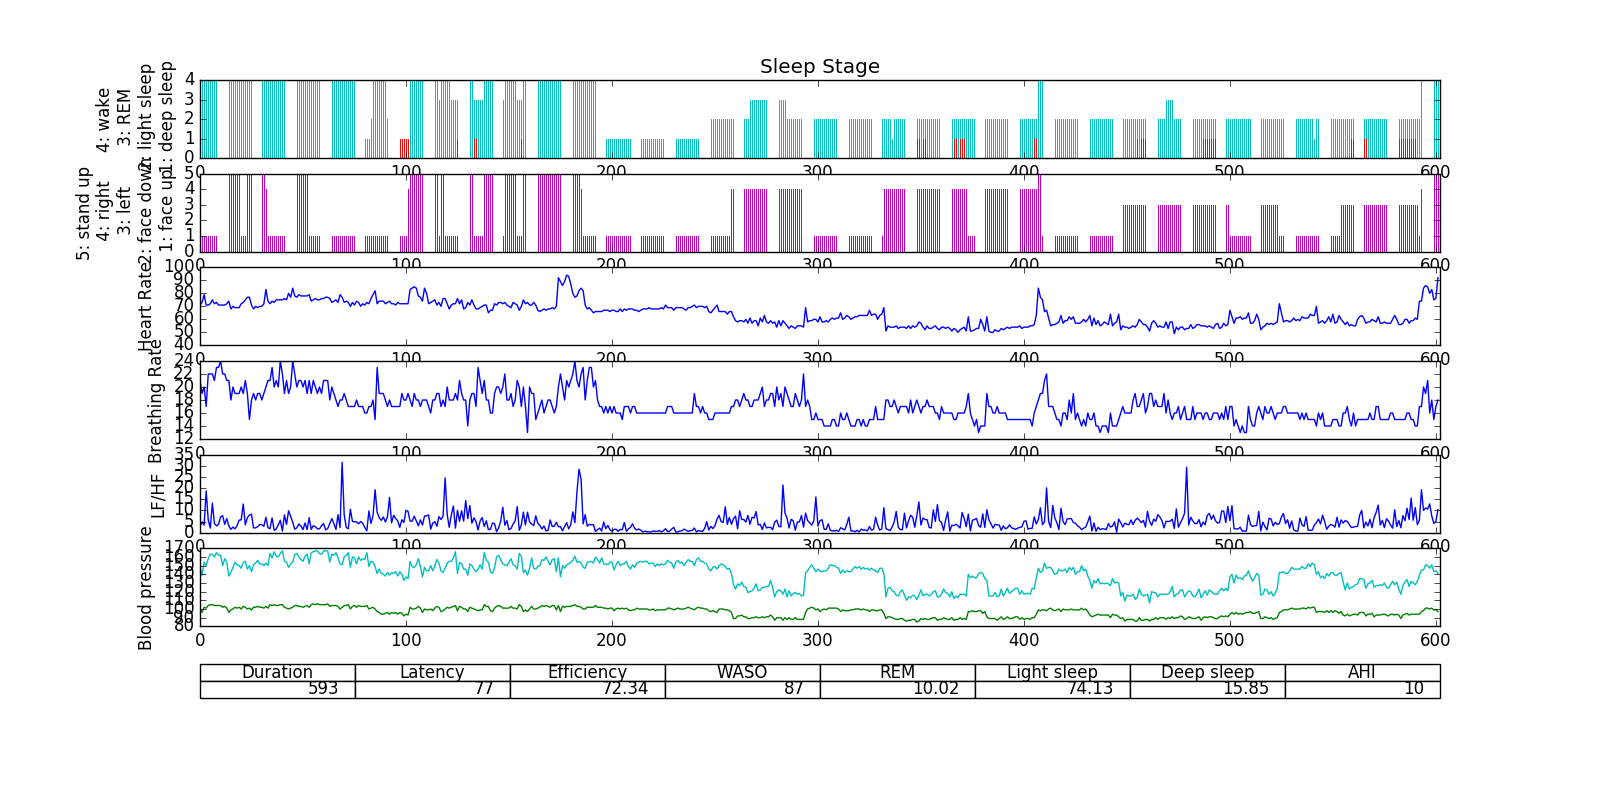 Sleep Stage
4: wake
3: REM
2: light sleep
1: deep sleep
4
3
2
1
0
0 100 200 300 400 500 600
5: stand up
4: right
3: left
2: face down
1: face up
5
4
3
2
1
0
0 100 200 300 400 500 600
Heart Rate
100
90
80
70
60
50
40
0 100 200 300 400 500 600
Breathing Rate
24
22
20
18
16
14
12
0 100 200 300 400 500 600
LF/HF
35
30
25
20
15
10
5
0
0 100 200 300 400 500 600
Blood pressure
170
160
150
140
130
120
110
100
90
80
0 100 200 300 400 500 600
Duration Latency Efficiency WASO REM Light sleep Deep sleep AHI
593 77 72.34 87 10.02 74.13 15.85 10